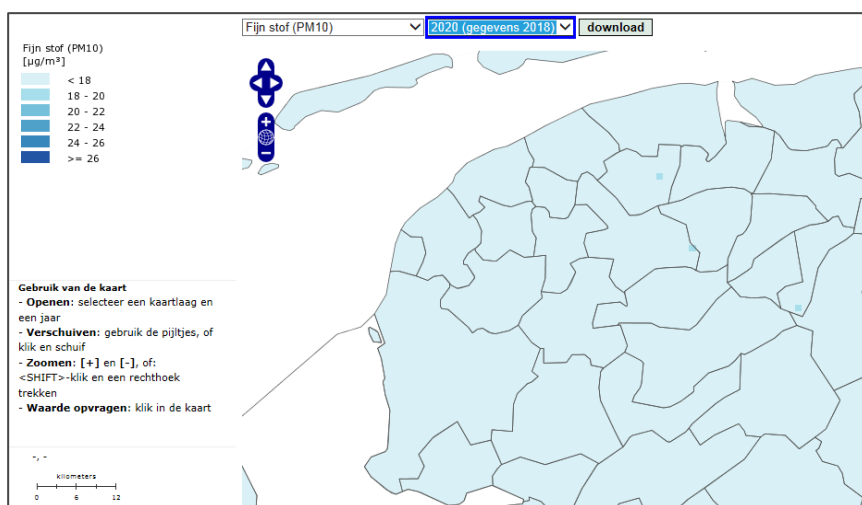 Fijn stof (PM10)
2020 (gegevens 2018)
download
Fijn stof (PM10)
[µg/m³]
< 18
18 - 20
20 - 22
22 - 24
24 - 26
>= 26
Gebruik van de kaart
- Openen: selecteer een kaartlaag en
een jaar
- Verschuiven: gebruik de pijltjes, of
klik en schuif
- Zoomen: [+] en [-], of:
<SHIFT>-klik en een rechthoek
trekken
- Waarde opvragen: klik in de kaart
-, -
kilometers
0 6 12